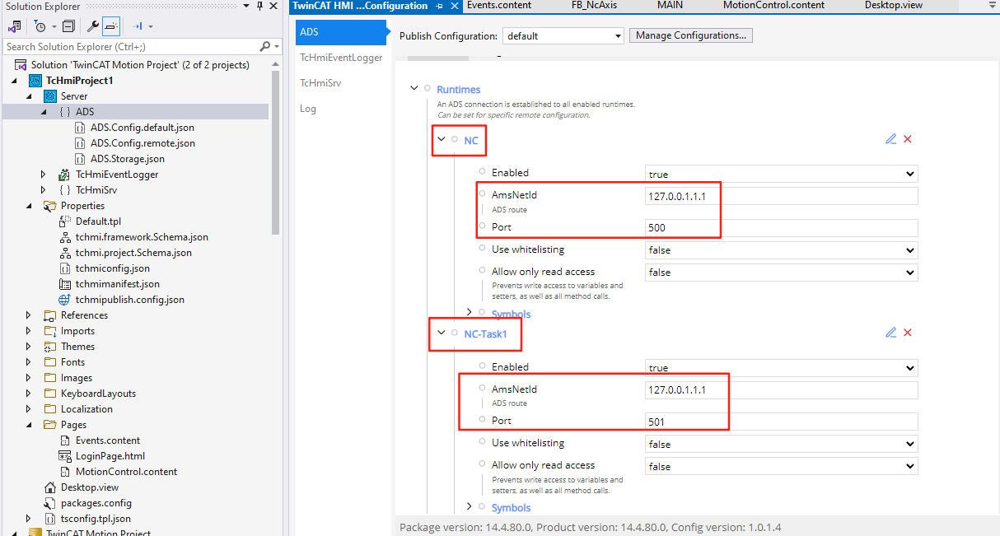 Solution Explorer
Search Solution Explorer (Ctrl+;)
Solution 'TwinCAT Motion Project' (2 of 2 projects)
TcHmiProject1
Server
ADS
ADS.Config.default.json
ADS.Config.remote.json
ADS.Storage.json
TcHmiEventLogger
TcHmiSrv
Properties
Default.tpl
tchmi.framework.Schema.json
tchmi.project.Schema.json
tchmiconfig.json
tchmimanifest.json
tchmipublish.config.json
References
Imports
Themes
Fonts
Images
KeyboardLayouts
Localization
Pages
Events.content
LoginPage.html
MotionControl.content
Desktop.view
packages.config
tsconfig.tpl.json
TwinCAT Motion Project
TwinCAT HMI ...Configuration
Events.content
FB_NcAxis
MAIN
MotionControl.content
Desktop.view
ADS
TcHmiEventLogger
TcHmiSrv
Log
Publish Configuration: default Manage Configurations...
Runtimes
An ADS connection is established to all enabled runtimes.
Can be set for specific remote configuration.
NC
Enabled true
AmsNetId 127.0.0.1.1.1
ADS route
Port 500
Use whitelisting false
Allow only read access false
Prevents write access to variables and
setters, as well as all method calls.
Symbols
NC-Task1
Enabled true
AmsNetId 127.0.0.1.1.1
ADS route
Port 501
Use whitelisting false
Allow only read access false
Prevents write access to variables and
setters, as well as all method calls.
Symbols
Package version: 14.4.80.0, Product version: 14.4.80.0, Config version: 1.0.1.4